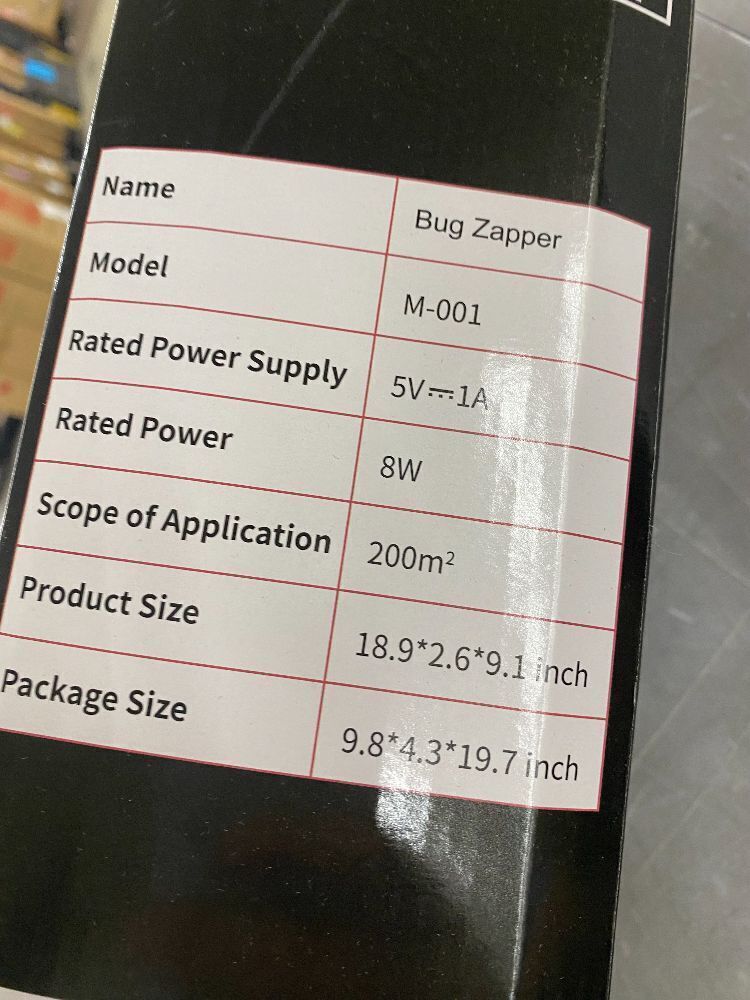 Name
Bug Zapper
Model
M-001
Rated Power Supply
5V⎓1A
Rated Power
8W
Scope of Application
200m²
Product Size
18.9*2.6*9.1 inch
Package Size
9.8*4.3*19.7 inch